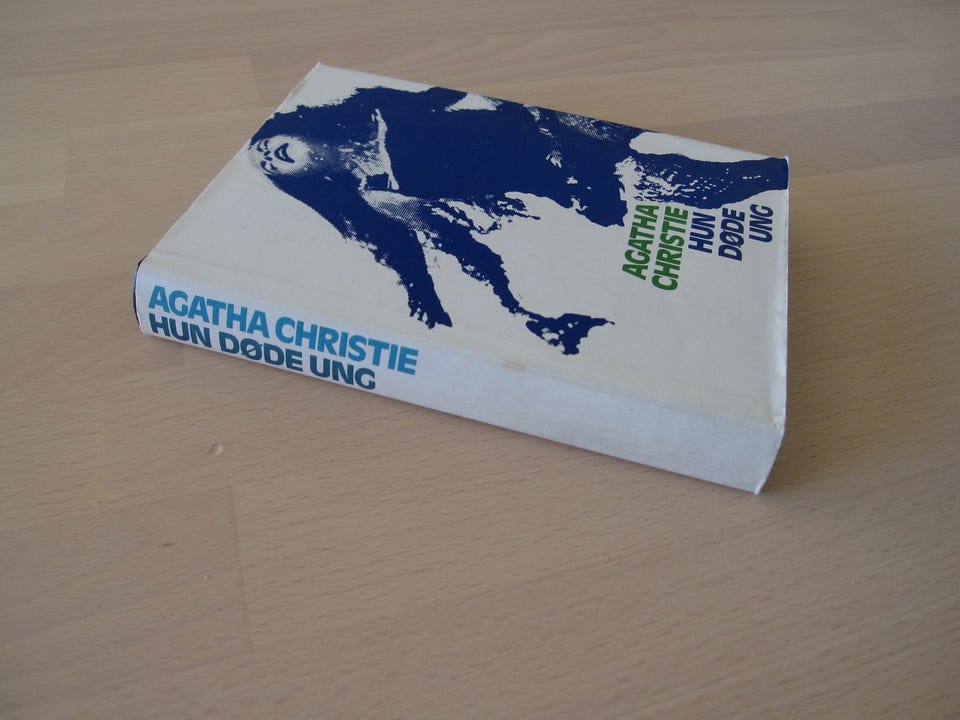 AGATHA
CHRISTIE
HUN
DØDE
UNG
AGATHA CHRISTIE
HUN DØDE UNG